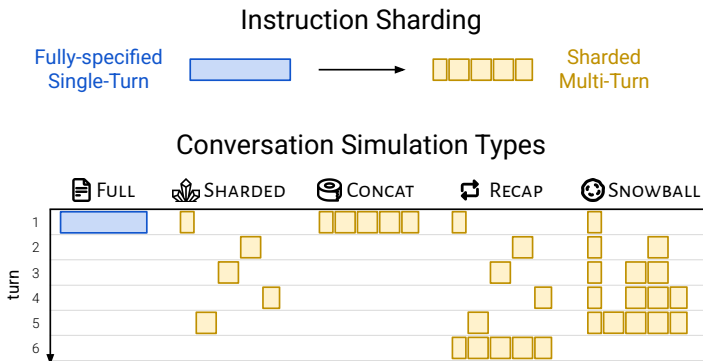 Instruction Sharding
Fully-specified
Single-Turn
Sharded
Multi-Turn
Conversation Simulation Types
FULL SHARDED CONCAT RECAP SNOWBALL
1
2
3
4
5
6
turn